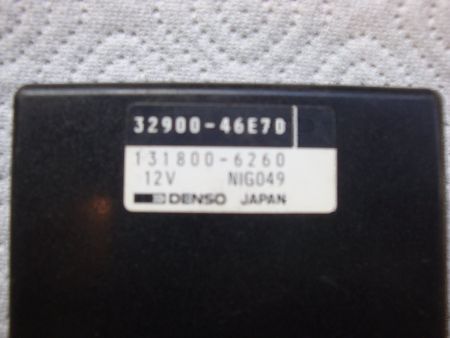 32900-46E70
131800-6260
12V NIG049
DENSO JAPAN